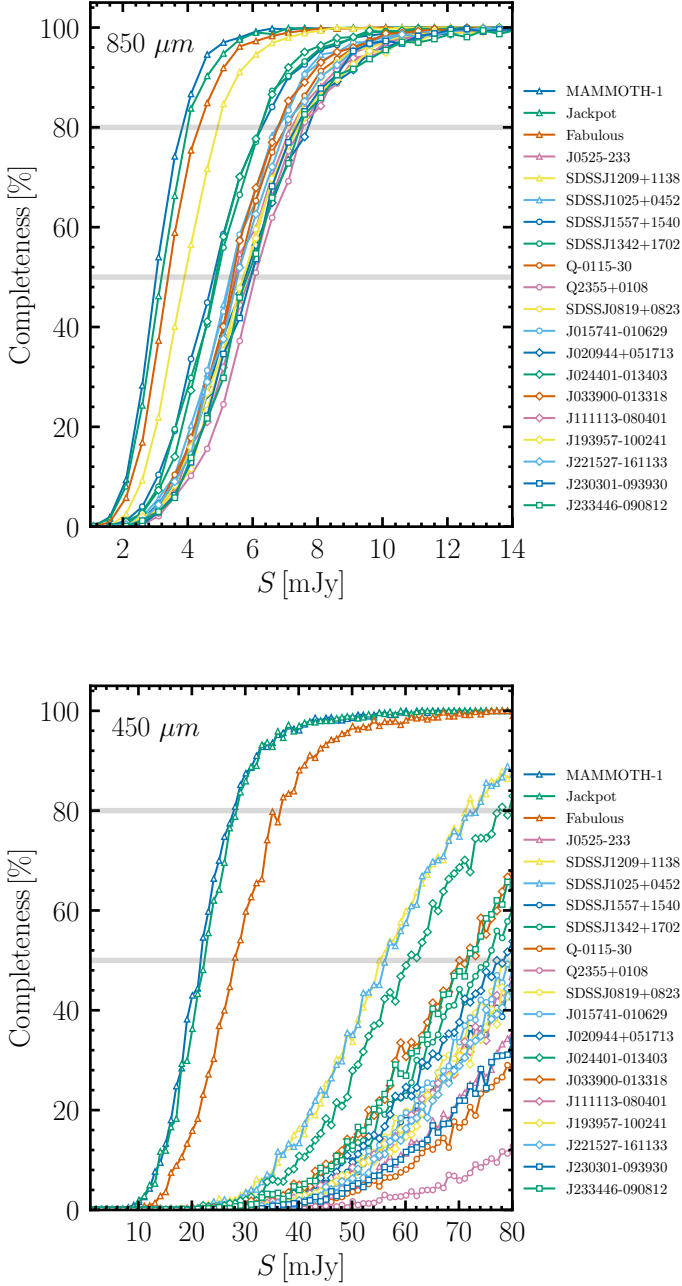 850 μm
100
80
60
40
20
0
Completeness [%]
2 4 6 8 10 12 14
S [mJy]
MAMMOTH-1
Jackpot
Fabulous
J0525-233
SDSSJ1209+1138
SDSSJ1025+0452
SDSSJ1557+1540
SDSSJ1342+1702
Q-0115-30
Q2355+0108
SDSSJ0819+0823
J015741-010629
J020944+051713
J024401-013403
J033900-013318
J111113-080401
J193957-100241
J221527-161133
J230301-093930
J233446-090812
450 μm
100
80
60
40
20
0
Completeness [%]
10 20 30 40 50 60 70 80
S [mJy]
MAMMOTH-1
Jackpot
Fabulous
J0525-233
SDSSJ1209+1138
SDSSJ1025+0452
SDSSJ1557+1540
SDSSJ1342+1702
Q-0115-30
Q2355+0108
SDSSJ0819+0823
J015741-010629
J020944+051713
J024401-013403
J033900-013318
J111113-080401
J193957-100241
J221527-161133
J230301-093930
J233446-090812